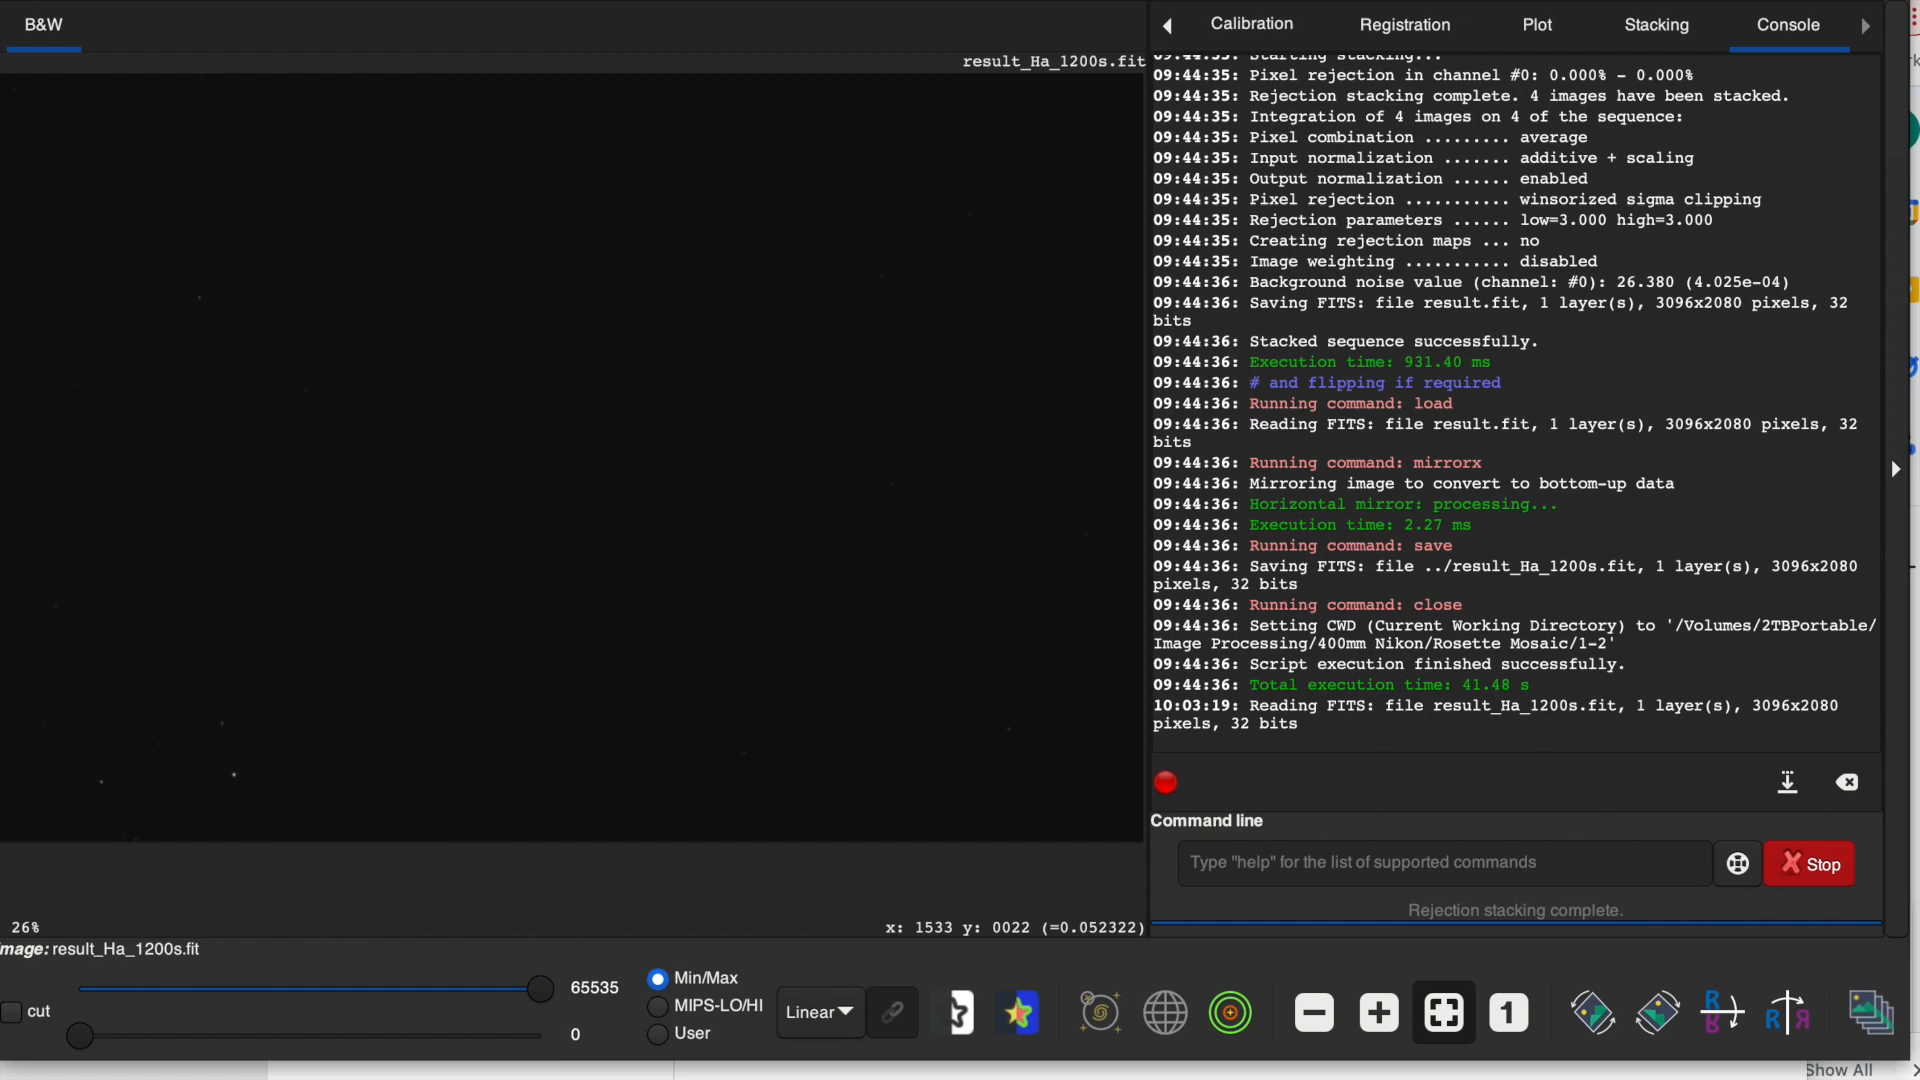 B&W
Calibration
Registration
Plot
Stacking
Console
result_Ha_1200s.fit
09:44:35: Starting stacking...
09:44:35: Pixel rejection in channel #0: 0.000% - 0.000%
09:44:35: Rejection stacking complete. 4 images have been stacked.
09:44:35: Integration of 4 images on 4 of the sequence:
09:44:35: Pixel combination ......... average
09:44:35: Input normalization ....... additive + scaling
09:44:35: Output normalization ...... enabled
09:44:35: Pixel rejection ........... winsorized sigma clipping
09:44:35: Rejection parameters ...... low=3.000 high=3.000
09:44:35: Creating rejection maps ... no
09:44:35: Image weighting ........... disabled
09:44:36: Background noise value (channel: #0): 26.380 (4.025e-04)
09:44:36: Saving FITS: file result.fit, 1 layer(s), 3096x2080 pixels, 32
bits
09:44:36: Stacked sequence successfully.
09:44:36: Execution time: 931.40 ms
09:44:36: # and flipping if required
09:44:36: Running command: load
09:44:36: Reading FITS: file result.fit, 1 layer(s), 3096x2080 pixels, 32
bits
09:44:36: Running command: mirrorx
09:44:36: Mirroring image to convert to bottom-up data
09:44:36: Horizontal mirror: processing...
09:44:36: Execution time: 2.27 ms
09:44:36: Running command: save
09:44:36: Saving FITS: file ../result_Ha_1200s.fit, 1 layer(s), 3096x2080
pixels, 32 bits
09:44:36: Running command: close
09:44:36: Setting CWD (Current Working Directory) to '/Volumes/2TBPortable/
Image Processing/400mm Nikon/Rosette Mosaic/1-2'
09:44:36: Script execution finished successfully.
09:44:36: Total execution time: 41.48 s
10:03:19: Reading FITS: file result_Ha_1200s.fit, 1 layer(s), 3096x2080
pixels, 32 bits
Command line
Type "help" for the list of supported commands
Stop
Rejection stacking complete.
26%
x: 1533 y: 0022 (=0.052322)
mage: result_Ha_1200s.fit
cut
65535
0
Min/Max
MIPS-LO/HI
User
Linear
1
Show All